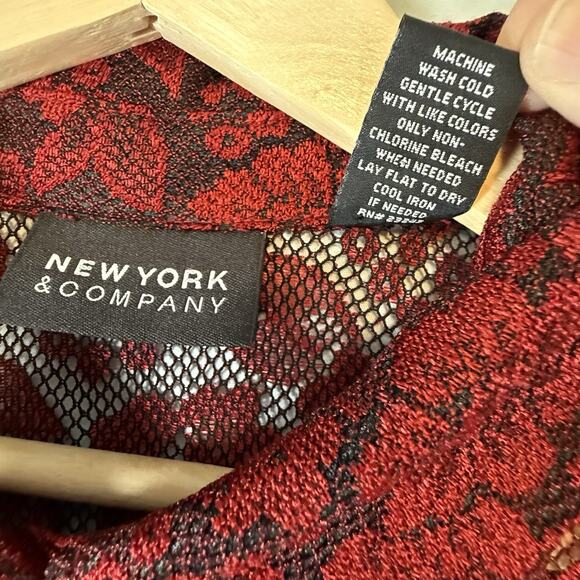 NEW YORK
& COMPANY
MACHINE
WASH COLD
GENTLE CYCLE
WITH LIKE COLORS
ONLY NON-
CHLORINE BLEACH
WHEN NEEDED
LAY FLAT TO DRY
COOL IRON
IF NEEDED
RN#